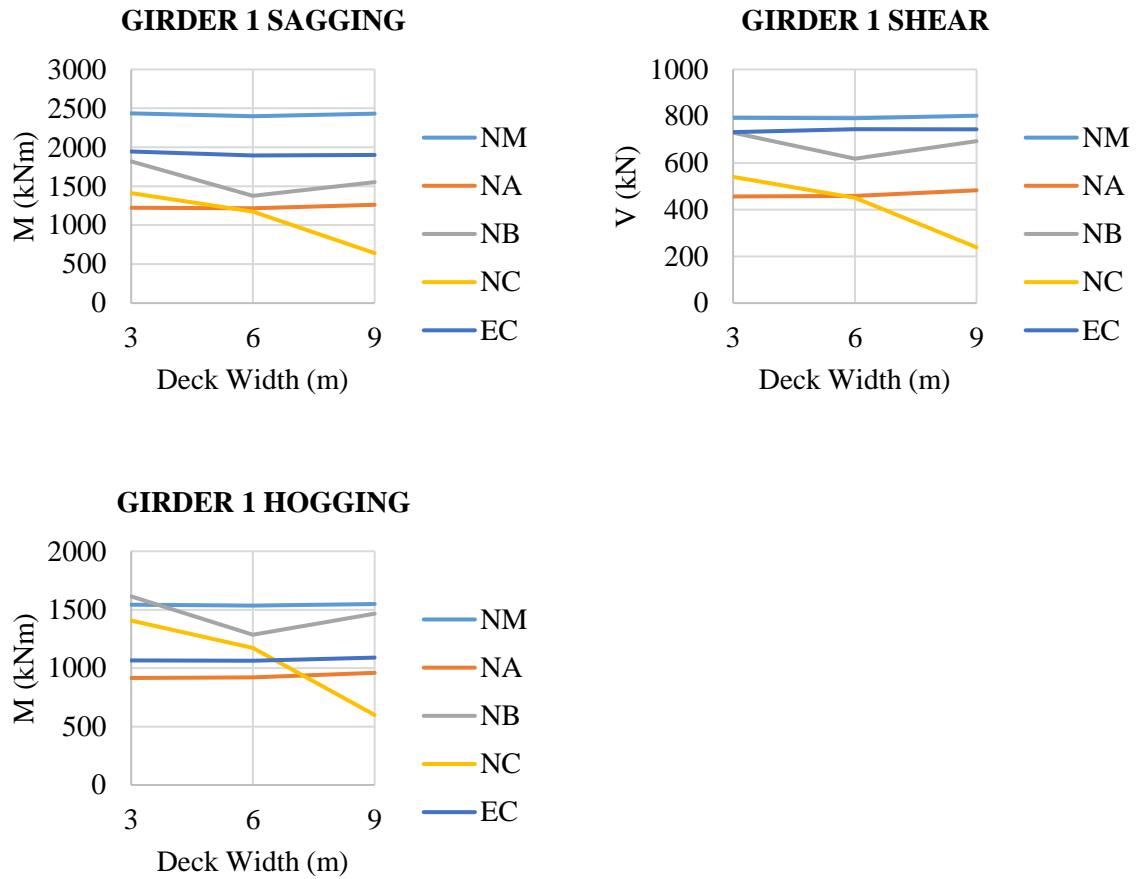 GIRDER 1 SAGGING
3000
2500
2000
1500
1000
500
0
M (kNm)
3 6 9
Deck Width (m)
NM
NA
NB
NC
EC
GIRDER 1 SHEAR
1000
800
600
400
200
0
V (kN)
3 6 9
Deck Width (m)
NM
NA
NB
NC
EC
GIRDER 1 HOGGING
2000
1500
1000
500
0
M (kNm)
3 6 9
Deck Width (m)
NM
NA
NB
NC
EC